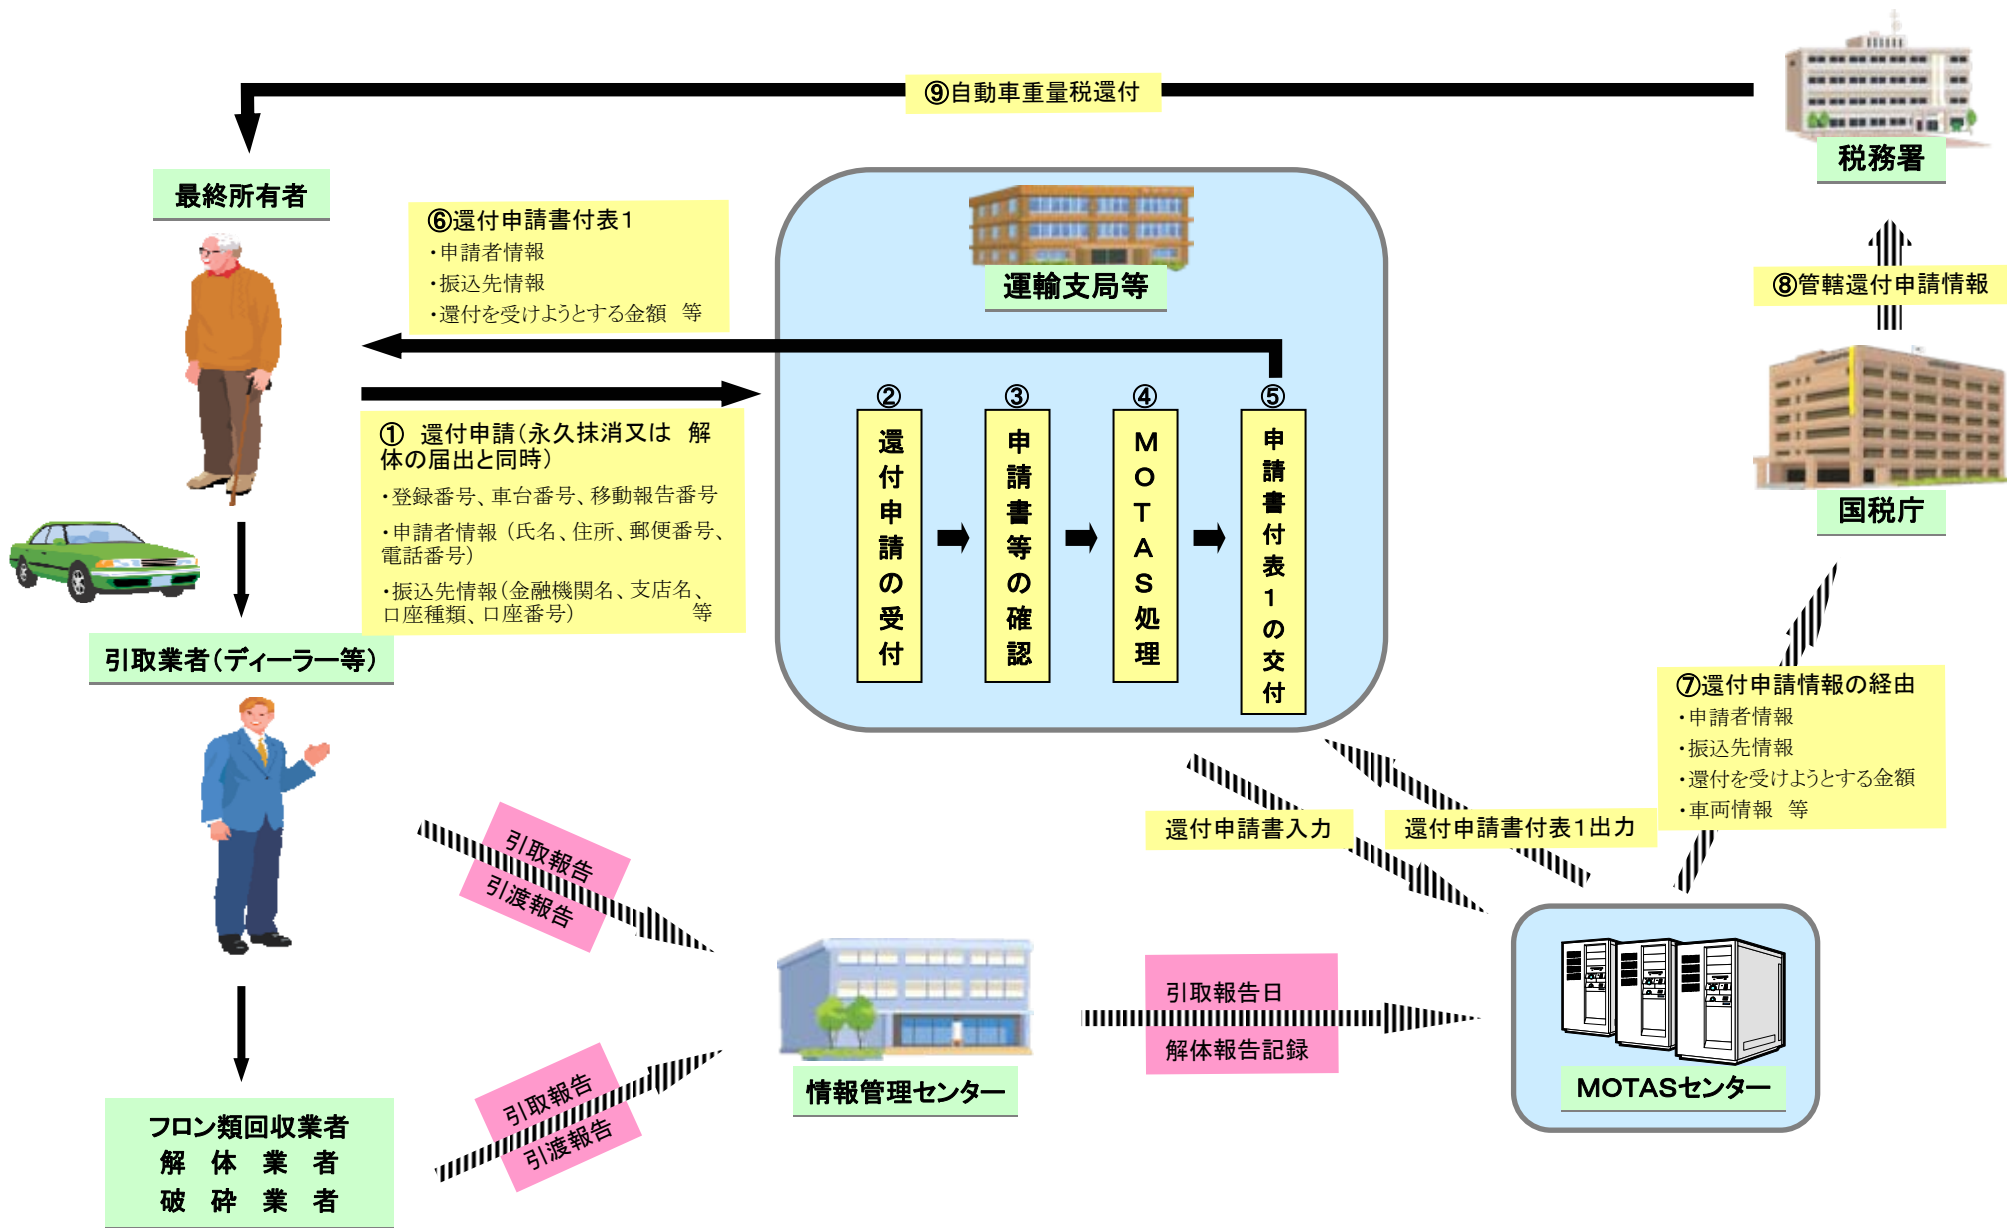 ⑨自動車重量税還付
税務署
最終所有者
⑥還付申請書付表1
・申請者情報
・振込先情報
・還付を受けようとする金額 等
運輸支局等
⑧管轄還付申請情報
① 還付申請(永久抹消又は 解
体の届出と同時)
・登録番号、車台番号、移動報告番号
・申請者情報 (氏名、住所、郵便番号、
電話番号)
・振込先情報(金融機関名、支店名、
口座種類、口座番号) 等
②
還付申請の受付
③
申請書等の確認
④
MOTAS処理
⑤
申請書付表1の交付
国税庁
引取業者(ディーラー等)
⑦還付申請情報の経由
・申請者情報
・振込先情報
・還付を受けようとする金額
・車両情報 等
還付申請書入力
還付申請書付表1出力
引取報告
引渡報告
引取報告日
解体報告記録
情報管理センター
MOTASセンター
引取報告
引渡報告
フロン類回収業者
解 体 業 者
破 砕 業 者